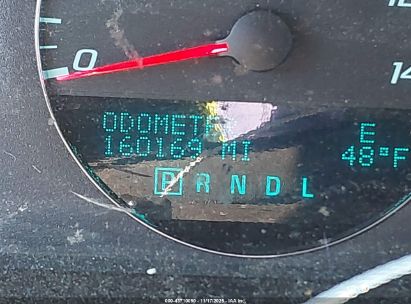 0
ODOMETE
160169 MI
E
48°F
P R N D L